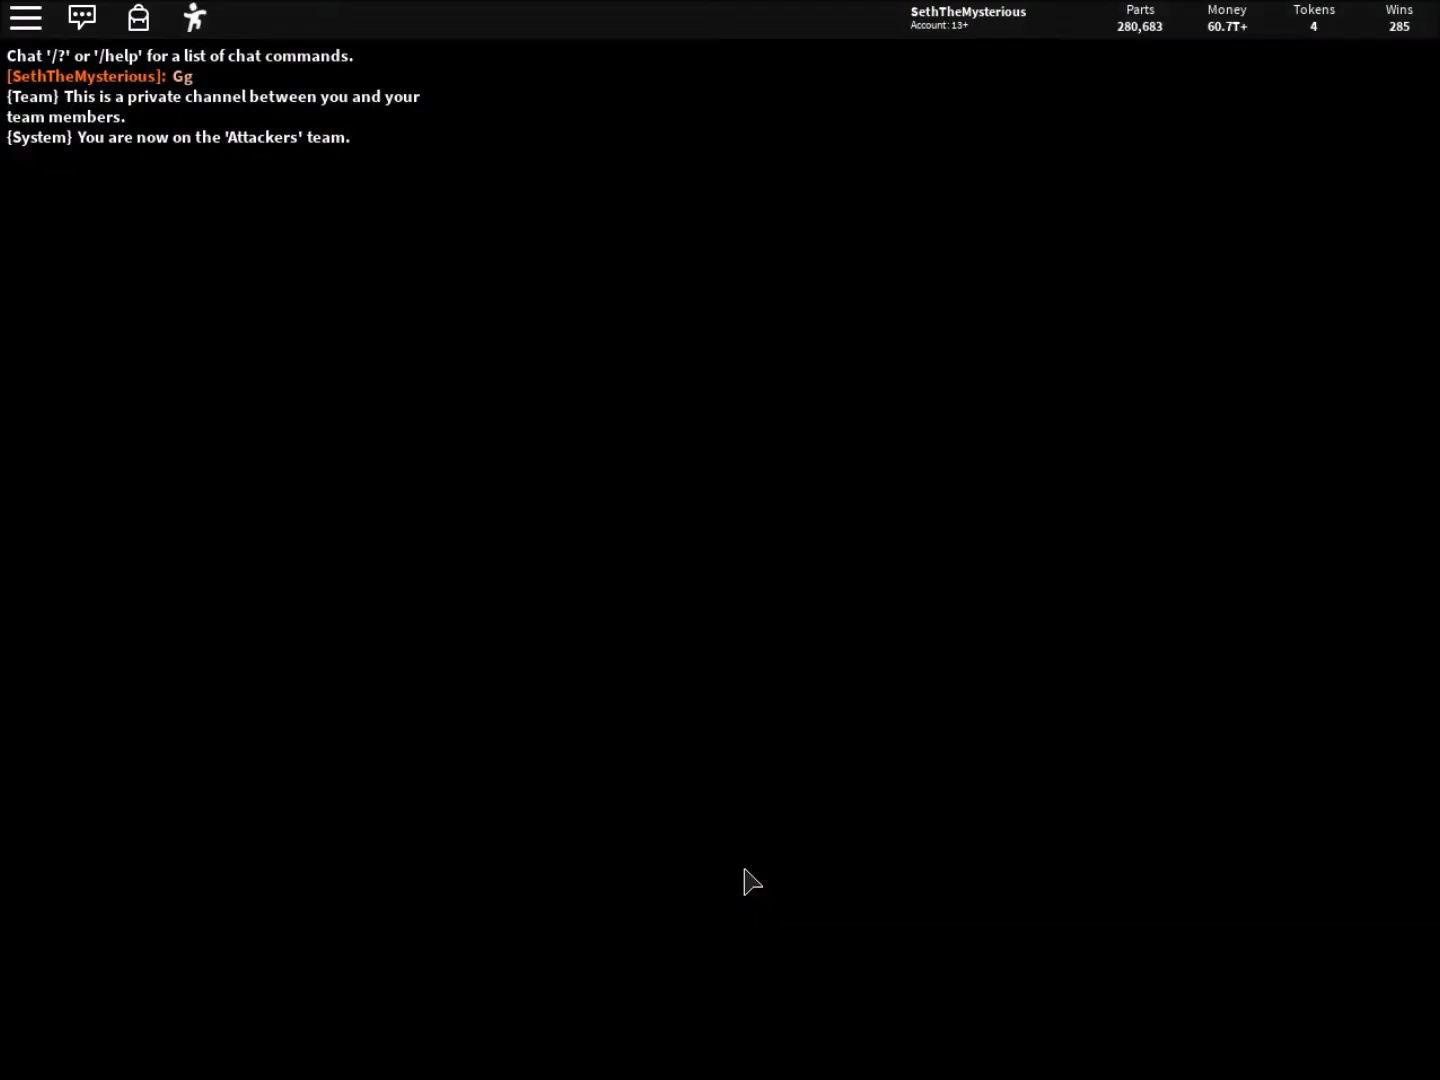 SethTheMysterious
Account: 13+
Parts
280,683
Money
60.7T+
Tokens
4
Wins
285
Chat '/?' or '/help' for a list of chat commands.
[SethTheMysterious]: Gg
{Team} This is a private channel between you and your
team members.
{System} You are now on the 'Attackers' team.